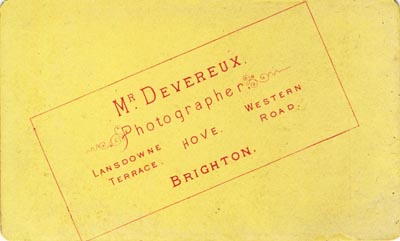 MR DEVEREUX.
Photographer
LANSDOWNE TERRACE.
HOVE.
WESTERN ROAD.
BRIGHTON.